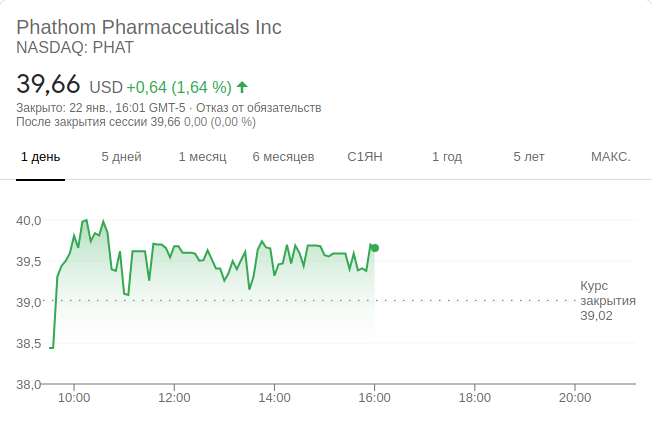 Phathom Pharmaceuticals Inc
NASDAQ: PHAT
39,66 USD +0,64 (1,64 %)
Закрыто: 22 янв., 16:01 GMT-5 · Отказ от обязательств
После закрытия сессии 39,66 0,00 (0,00 %)
1 день 5 дней 1 месяц 6 месяцев С1ЯН 1 год 5 лет МАКС.
40,0
39,5
39,0
38,5
38,0
Курс
закрытия
39,02
10:00 12:00 14:00 16:00 18:00 20:00